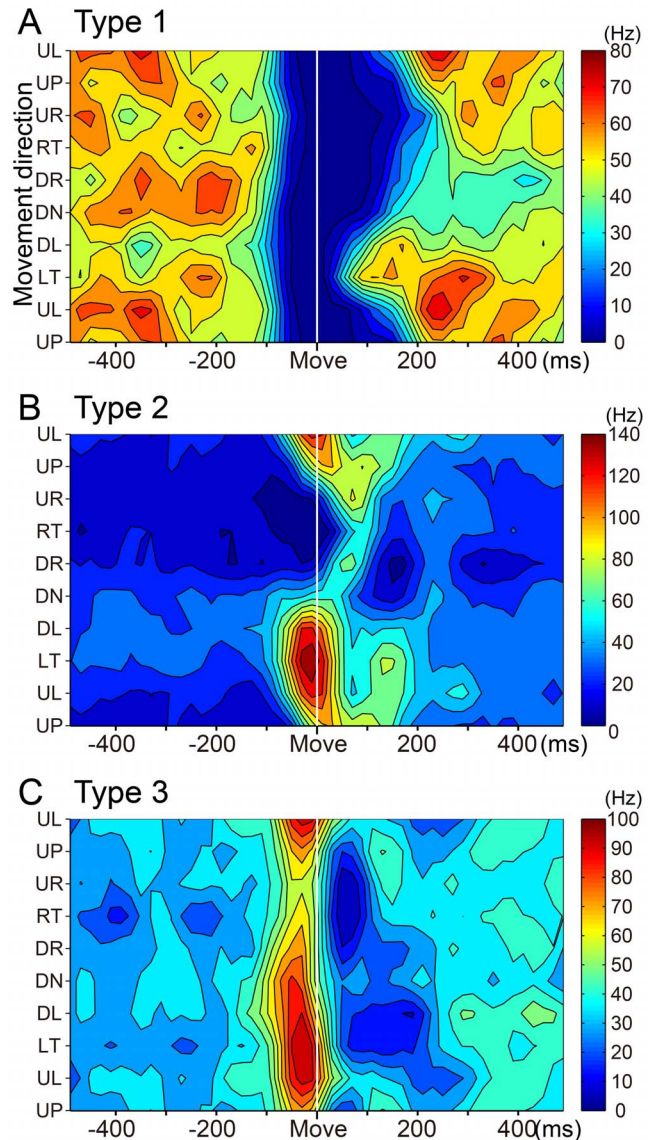 A Type 1
(Hz)
Movement direction
UL
UP
UR
RT
DR
DN
DL
LT
UL
UP
80
70
60
50
40
30
20
10
0
-400 -200 Move 200 400 (ms)
B Type 2
(Hz)
UL
UP
UR
RT
DR
DN
DL
LT
UL
UP
140
120
100
80
60
40
20
0
-400 -200 Move 200 400 (ms)
C Type 3
(Hz)
UL
UP
UR
RT
DR
DN
DL
LT
UL
UP
100
90
80
70
60
50
40
30
20
10
0
-400 -200 Move 200 400 (ms)